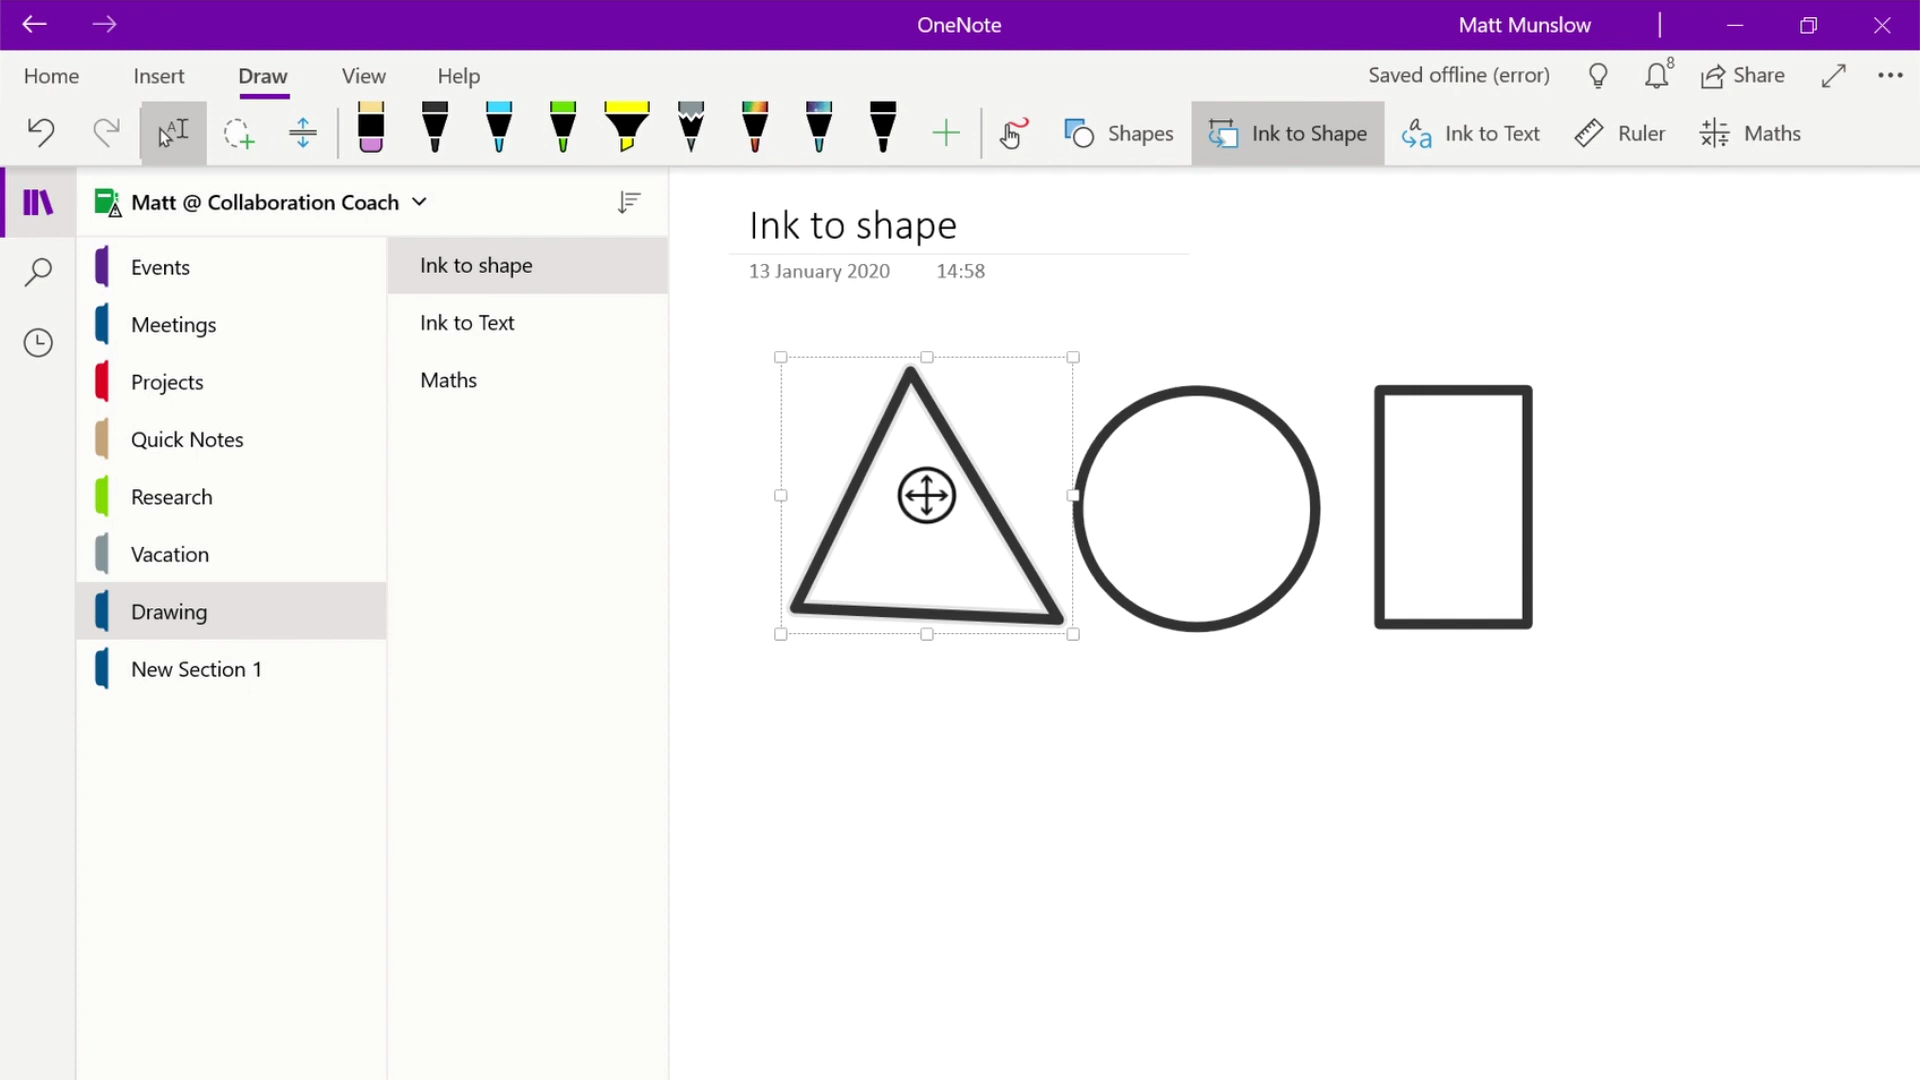 OneNote
Matt Munslow
Home Insert Draw View Help
Saved offline (error)
8
Share
AI
Shapes
Ink to Shape
a
a
Ink to Text
Ruler
Maths
Matt @ Collaboration Coach
Events
Meetings
Projects
Quick Notes
Research
Vacation
Drawing
New Section 1
Ink to shape
Ink to Text
Maths
Ink to shape
13 January 2020 14:58